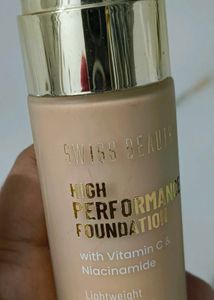 SWISS BEAUTY
HIGH
PERFORMANCE
FOUNDATION
with Vitamin C &
Niacinamide
Lightweight